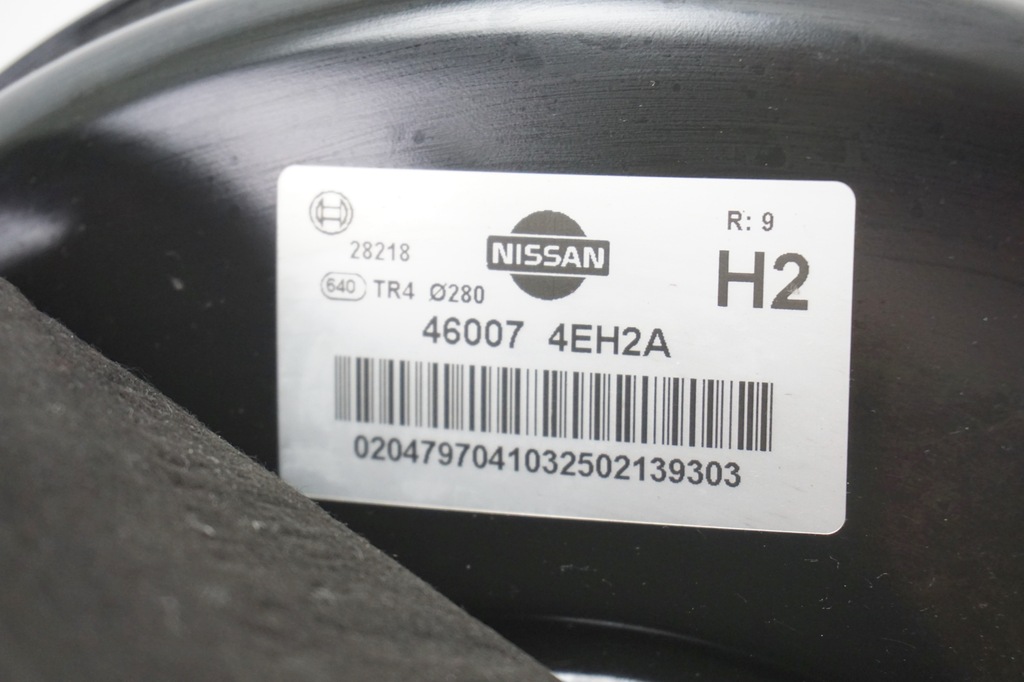 28218
640 TR4 Ø280
NISSAN
R: 9
H2
46007 4EH2A
0204797041032502139303